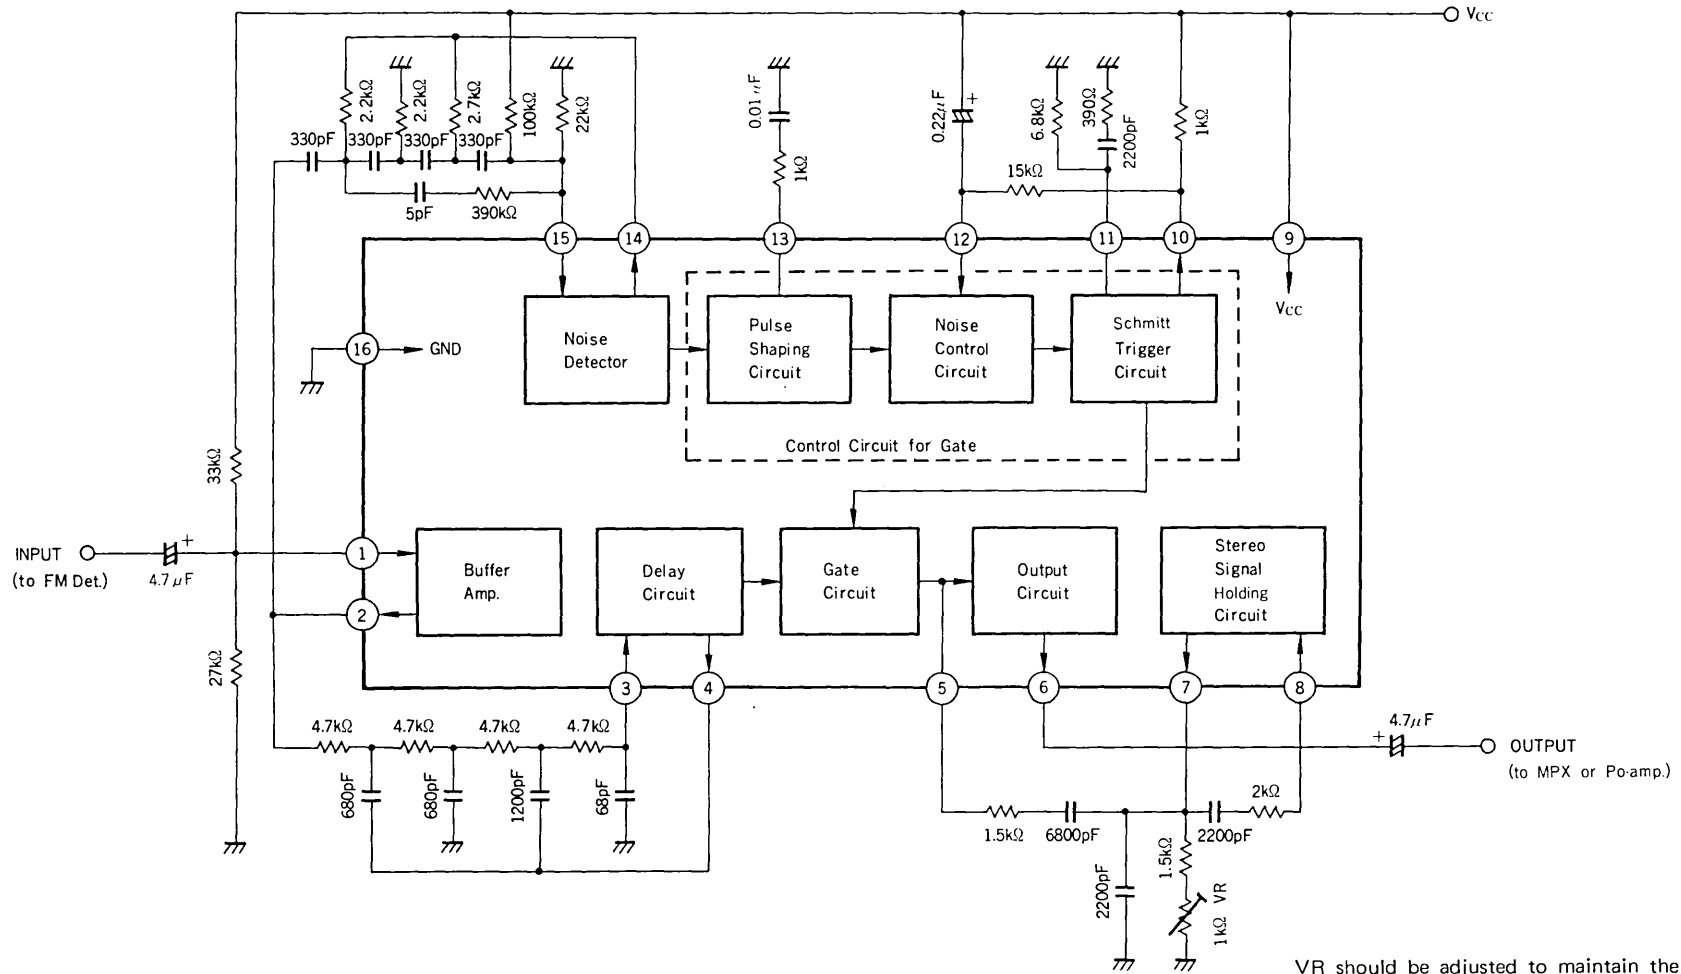 VCC
2.2kΩ
2.2kΩ
2.7kΩ
100kΩ
22kΩ
0.01 μF
0.22μF
+
6.8kΩ
390Ω
2200pF
1kΩ
330pF
330pF
330pF
330pF
1kΩ
15kΩ
5pF
390kΩ
15
14
13
12
11
10
9
Noise
Detector
Pulse
Shaping
Circuit
Noise
Control
Circuit
Schmitt
Trigger
Circuit
VCC
16
GND
Control Circuit for Gate
33kΩ
INPUT
(to FM Det.)
+
4.7μF
1
2
Buffer
Amp.
Delay
Circuit
Gate
Circuit
Output
Circuit
Stereo
Signal
Holding
Circuit
27kΩ
3
4
5
6
7
8
4.7kΩ
4.7kΩ
4.7kΩ
4.7kΩ
680pF
680pF
1200pF
68pF
4.7μF
+
OUTPUT
(to MPX or Po-amp.)
1.5kΩ
6800pF
2200pF
2kΩ
2200pF
1.5kΩ
1kΩ VR
VR should be adjusted to maintain the